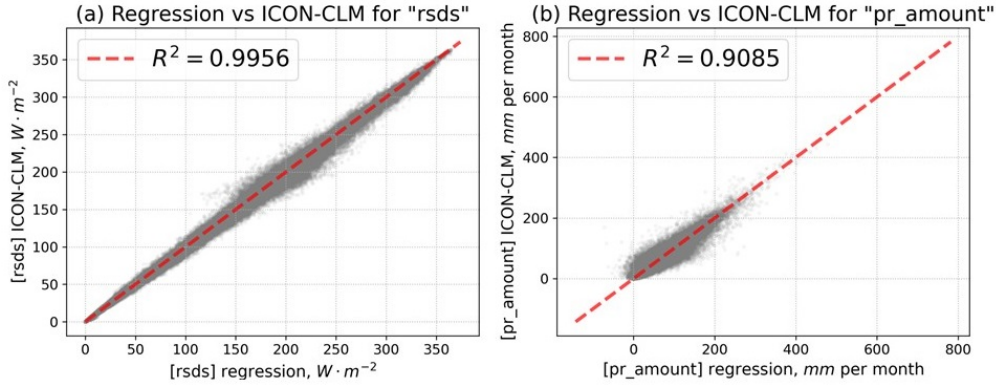 (a) Regression vs ICON-CLM for "rsds"
R² = 0.9956
[rsds] ICON-CLM, W · m⁻²
350
300
250
200
150
100
50
0
0 50 100 150 200 250 300 350
[rsds] regression, W · m⁻²
(b) Regression vs ICON-CLM for "pr_amount"
R² = 0.9085
[pr_amount] ICON-CLM, mm per month
800
600
400
200
0
0 200 400 600 800
[pr_amount] regression, mm per month